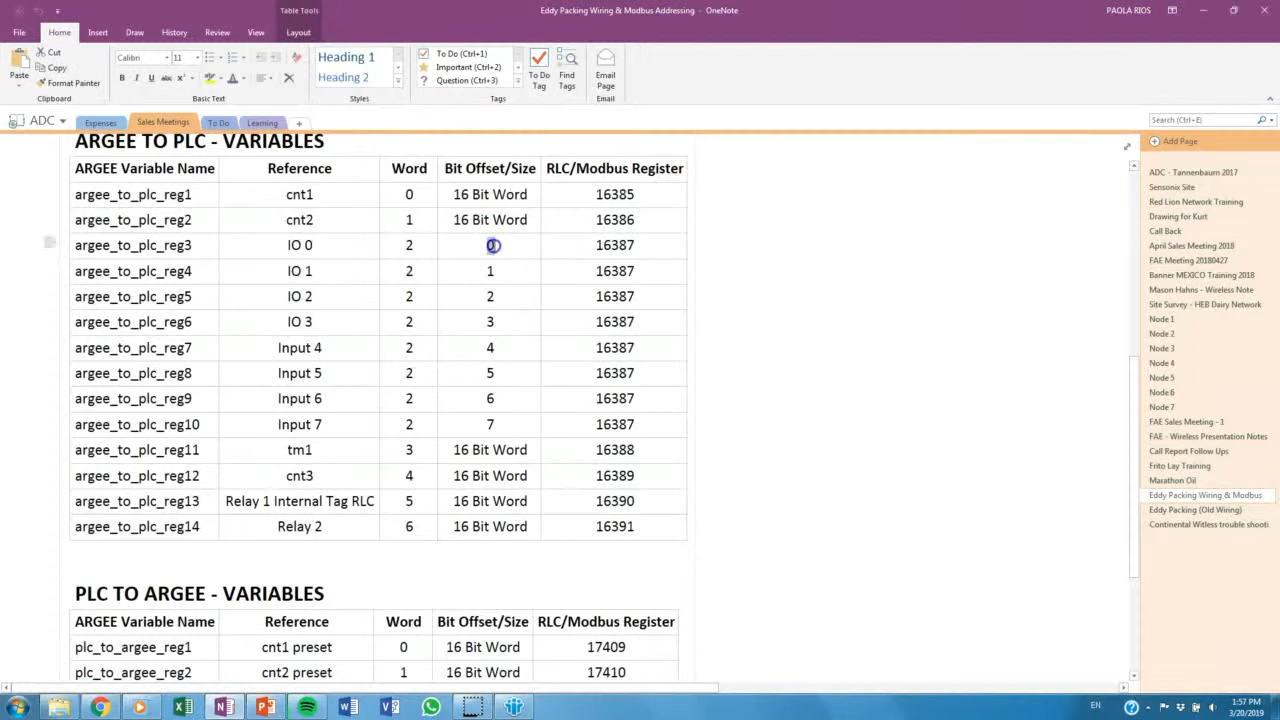 Table Tools
Eddy Packing Wiring & Modbus Addressing - OneNote
PAOLA RIOS
File Home Insert Draw History Review View Layout
Paste
Cut
Copy
Format Painter
Clipboard
Calibri 11
B I U abc
Basic Text
Heading 1
Heading 2
Styles
To Do (Ctrl+1)
Important (Ctrl+2)
Question (Ctrl+3)
To Do Tag
Find Tags
Tags
Email Page
Email
ADC Expenses Sales Meetings To Do Learning
Search (Ctrl+E)
Add Page
ARGEE TO PLC - VARIABLES
ARGEE Variable Name Reference Word Bit Offset/Size RLC/Modbus Register
argee_to_plc_reg1 cnt1 0 16 Bit Word 16385
argee_to_plc_reg2 cnt2 1 16 Bit Word 16386
argee_to_plc_reg3 IO 0 2 0 16387
argee_to_plc_reg4 IO 1 2 1 16387
argee_to_plc_reg5 IO 2 2 2 16387
argee_to_plc_reg6 IO 3 2 3 16387
argee_to_plc_reg7 Input 4 2 4 16387
argee_to_plc_reg8 Input 5 2 5 16387
argee_to_plc_reg9 Input 6 2 6 16387
argee_to_plc_reg10 Input 7 2 7 16387
argee_to_plc_reg11 tm1 3 16 Bit Word 16388
argee_to_plc_reg12 cnt3 4 16 Bit Word 16389
argee_to_plc_reg13 Relay 1 Internal Tag RLC 5 16 Bit Word 16390
argee_to_plc_reg14 Relay 2 6 16 Bit Word 16391
PLC TO ARGEE - VARIABLES
ARGEE Variable Name Reference Word Bit Offset/Size RLC/Modbus Register
plc_to_argee_reg1 cnt1 preset 0 16 Bit Word 17409
plc_to_argee_reg2 cnt2 preset 1 16 Bit Word 17410
ADC - Tannenbaum 2017
Sensonix Site
Red Lion Network Training
Drawing for Kurt
Call Back
April Sales Meeting 2018
FAE Meeting 20180427
Banner MEXICO Training 2018
Mason Hahns - Wireless Note
Site Survey - HEB Dairy Network
Node 1
Node 2
Node 3
Node 4
Node 5
Node 6
Node 7
FAE Sales Meeting - 1
FAE - Wireless Presentation Notes
Call Report Follow Ups
Frito Lay Training
Marathon Oil
Eddy Packing Wiring & Modbus
Eddy Packing (Old Wiring)
Continental Witless trouble shooti
EN
1:57 PM
3/20/2019